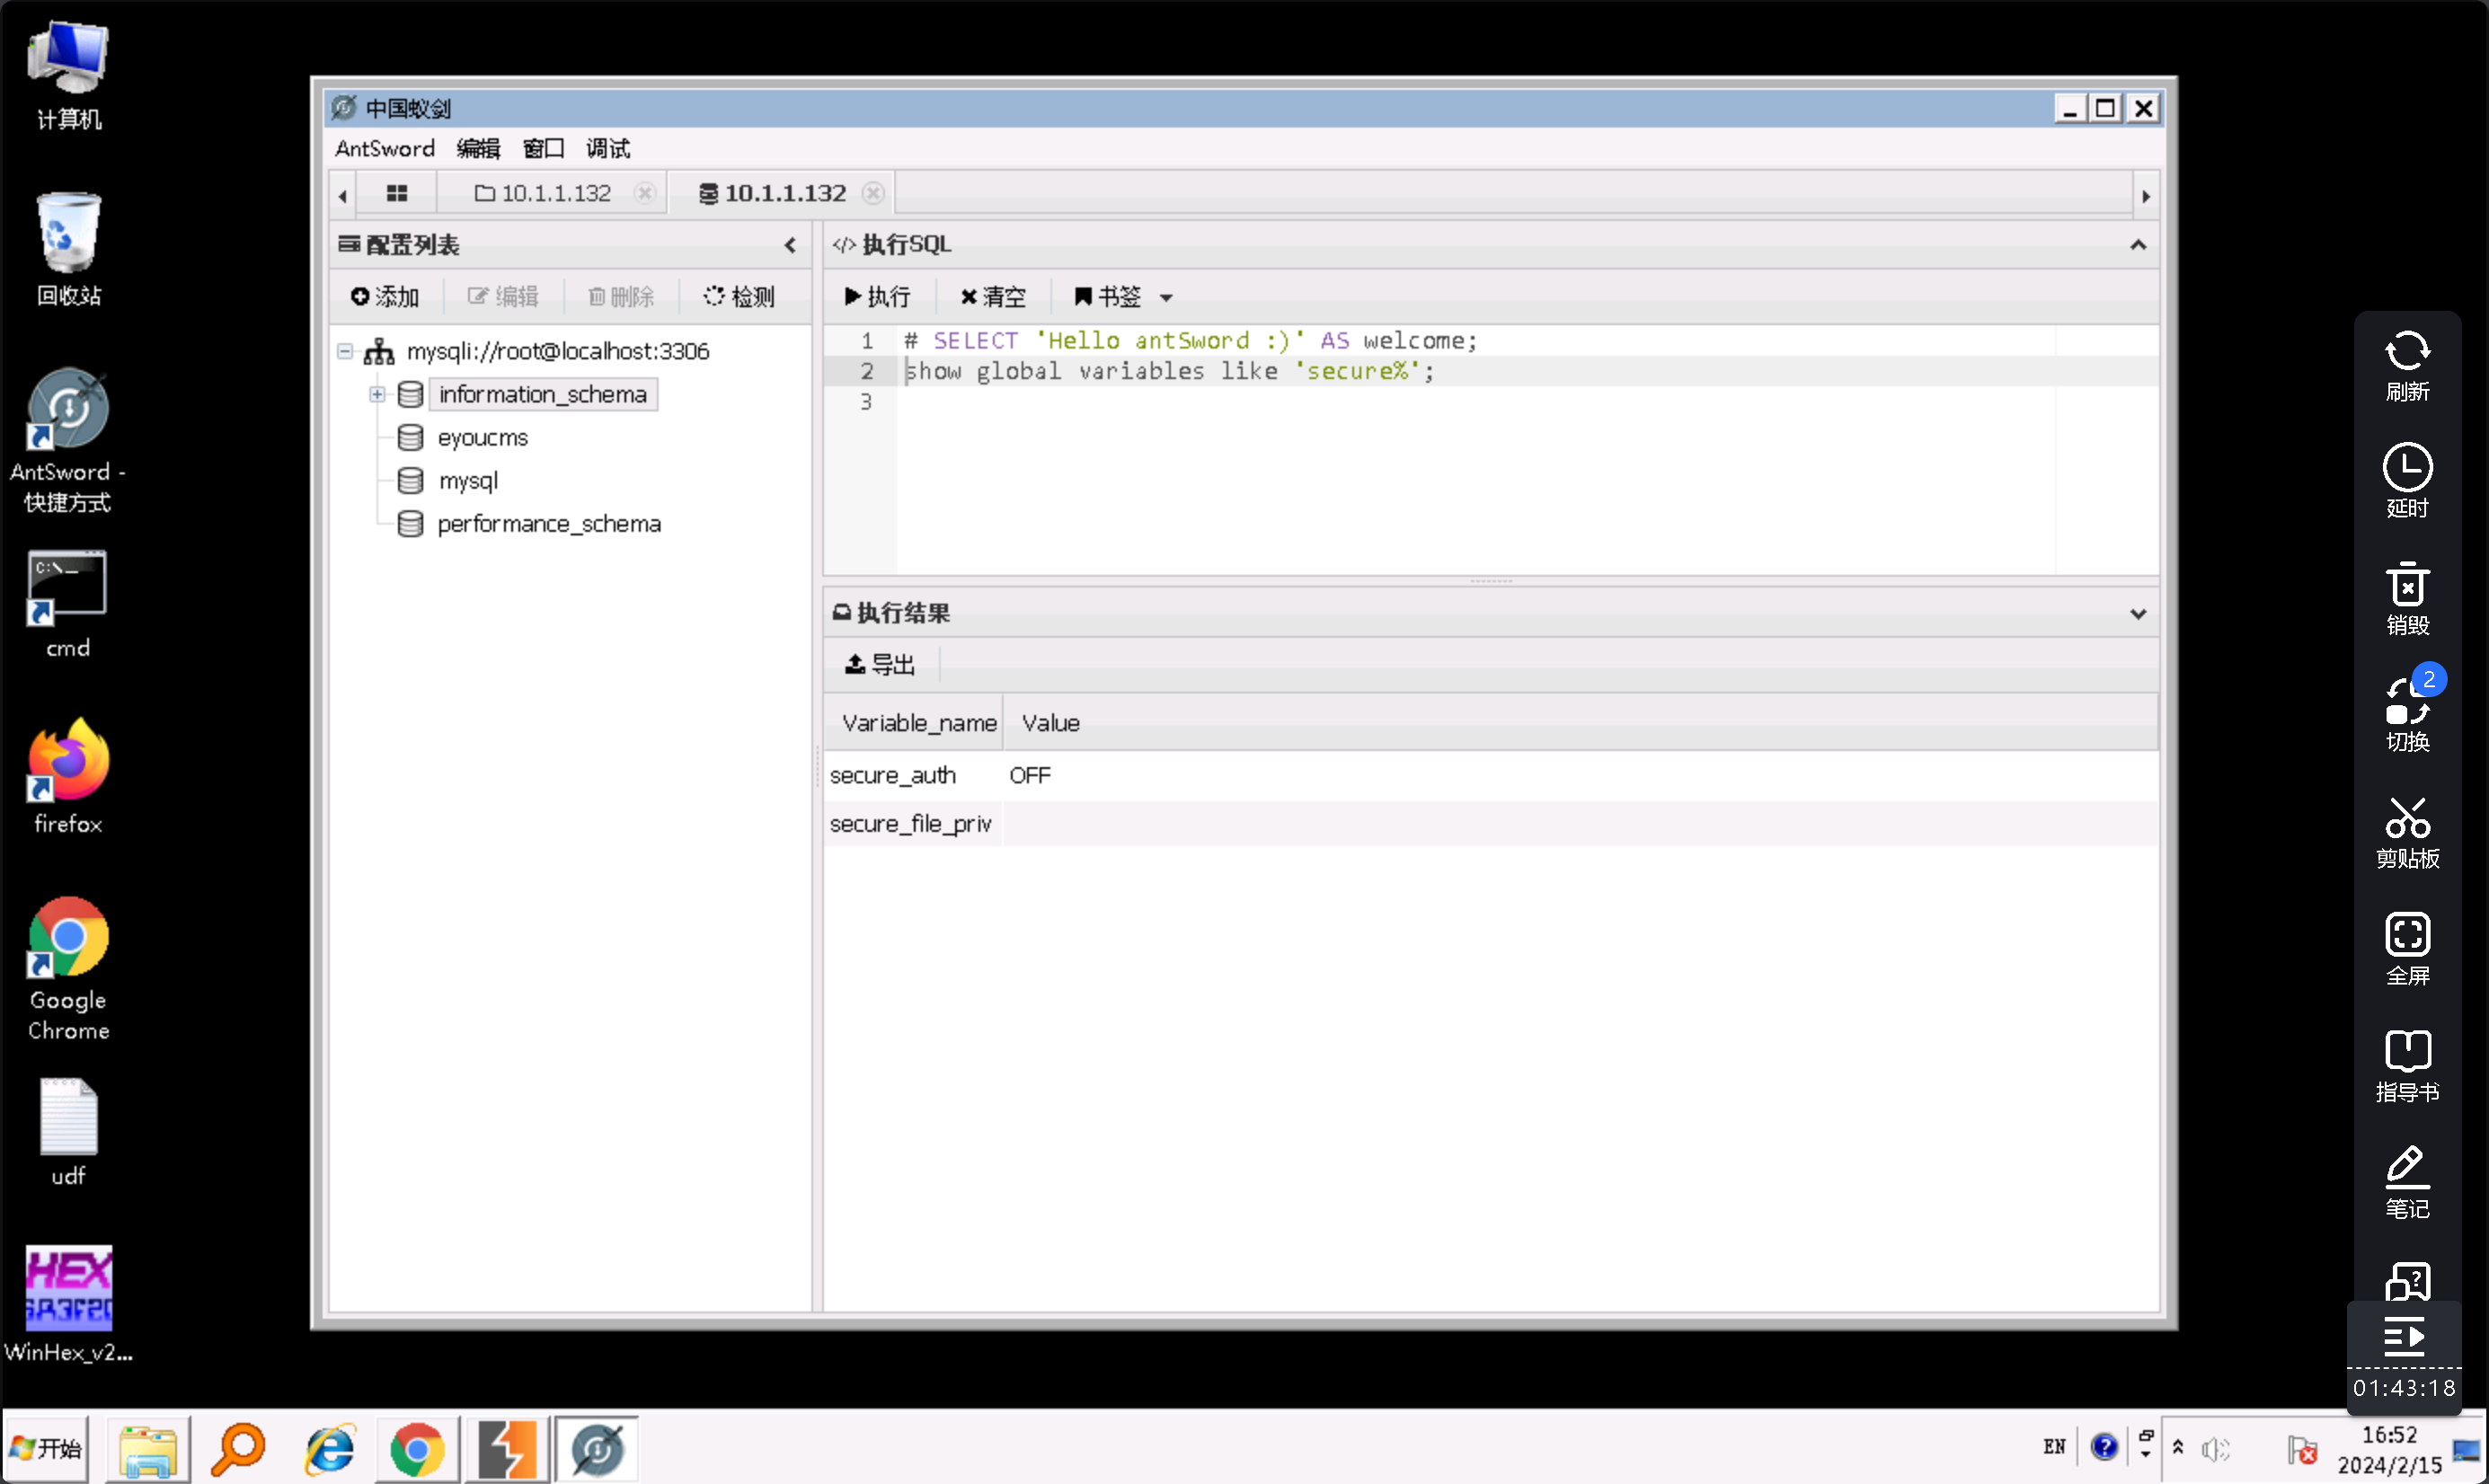 计算机
回收站
AntSword -
快捷方式
C:\_
cmd
firefox
Google
Chrome
udf
HEX
WinHex_v2...
中国蚁剑
AntSword 编辑 窗口 调试
10.1.1.132
10.1.1.132
配置列表
添加 编辑 删除 检测
mysqli://root@localhost:3306
information_schema
eyoucms
mysql
performance_schema
</> 执行SQL
执行 清空 书签
1 # SELECT 'Hello antSword :)' AS welcome;
2 show global variables like 'secure%';
3
执行结果
导出
Variable_name Value
secure_auth OFF
secure_file_priv
刷新
延时
销毁
2
切换
剪贴板
全屏
指导书
笔记
01:43:18
开始
EN
16:52
2024/2/15